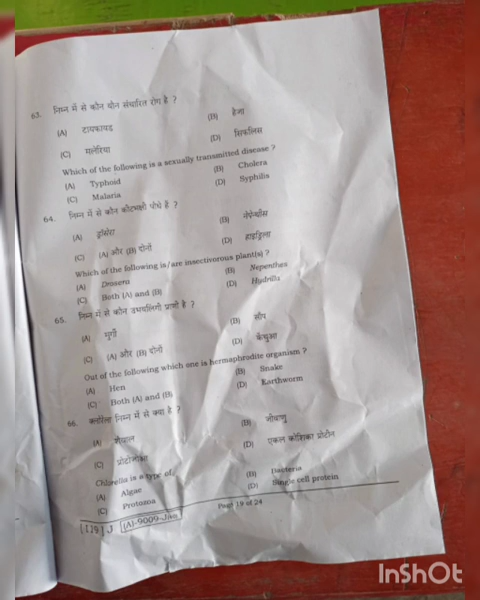 63. निम्न में से कौन यौन संचारित रोग है ?
(A) टायफायड (B) हैजा
(C) मलेरिया (D) सिफलिस
Which of the following is a sexually transmitted disease ?
(A) Typhoid (B) Cholera
(C) Malaria (D) Syphilis
64. निम्न में से कौन कीटभक्षी पौधे है ?
(A) ड्रॉसेरा (B) नेपेन्थीस
(C) (A) और (B) दोनों (D) हाइड्रिला
Which of the following is/are insectivorous plant(s) ?
(A) Drosera (B) Nepenthes
(C) Both (A) and (B) (D) Hydrilla
65. निम्न में से कौन उभयलिंगी प्राणी है ?
(A) मुर्गी (B) साँप
(C) (A) और (B) दोनों (D) केंचुआ
Out of the following which one is hermaphrodite organism ?
(A) Hen (B) Snake
(C) Both (A) and (B) (D) Earthworm
66. क्लोरेला निम्न में से क्या है ?
(A) शैवाल (B) जीवाणु
(C) प्रोटोजोआ (D) एकल कोशिका प्रोटीन
Chlorella is a type of
(A) Algae (B) Bacteria
(C) Protozoa (D) Single cell protein
[119] J (A)-9009-Jisn Page 19 of 24
InShOt